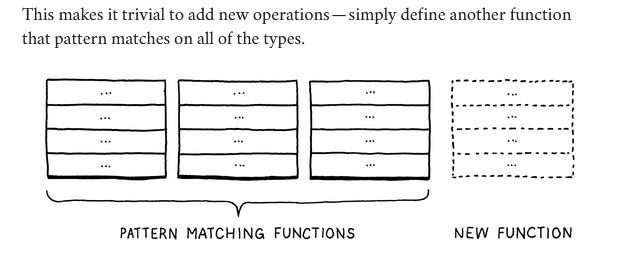 This makes it trivial to add new operations—simply define another function
that pattern matches on all of the types.
... ... ... ...
... ... ... ...
... ... ... ...
... ... ... ...
PATTERN MATCHING FUNCTIONS NEW FUNCTION